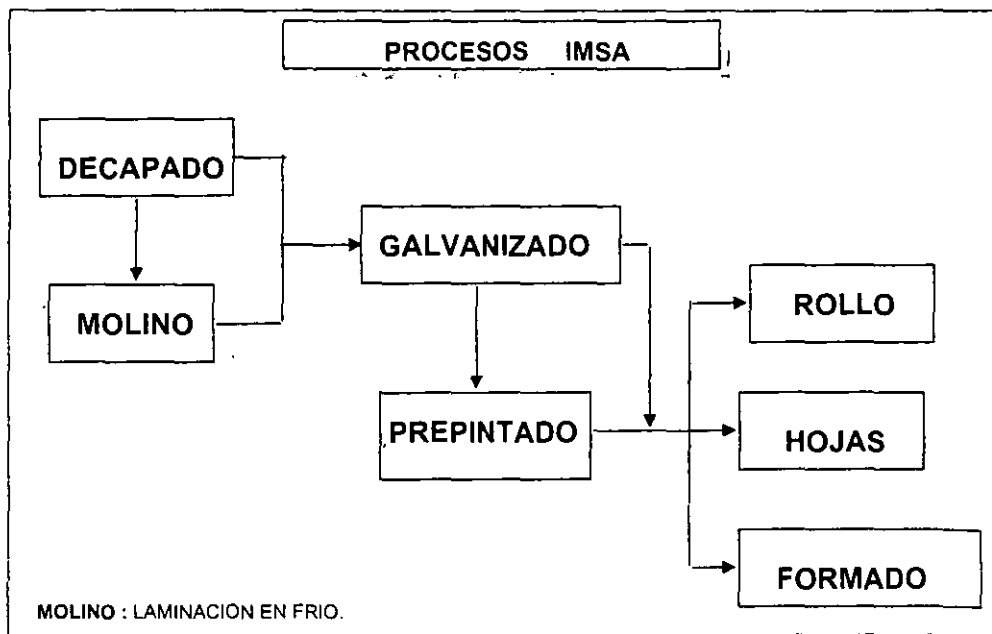 PROCESOS IMSA
DECAPADO
GALVANIZADO
MOLINO
ROLLO
PREPINTADO
HOJAS
FORMADO
MOLINO : LAMINACION EN FRIO.